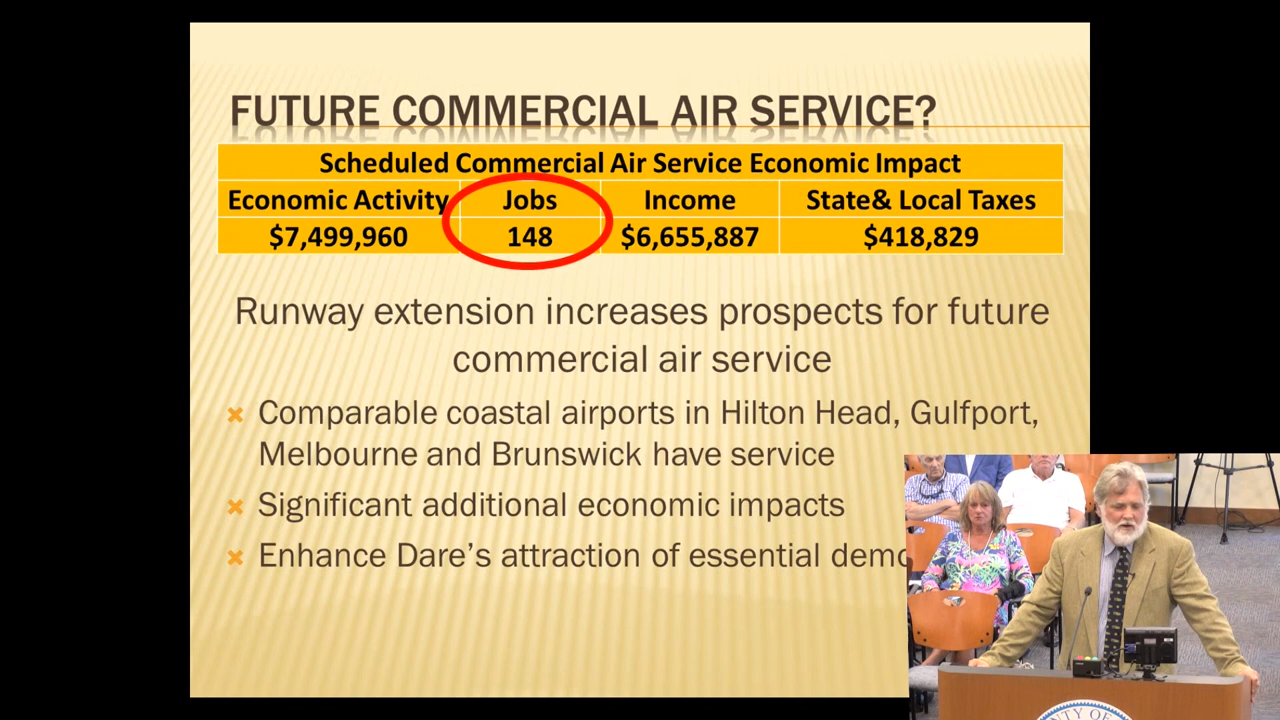 FUTURE COMMERCIAL AIR SERVICE?
Scheduled Commercial Air Service Economic Impact
Economic Activity Jobs Income State& Local Taxes
$7,499,960 148 $6,655,887 $418,829
Runway extension increases prospects for future
commercial air service
Comparable coastal airports in Hilton Head, Gulfport,
Melbourne and Brunswick have service
Significant additional economic impacts
Enhance Dare's attraction of essential